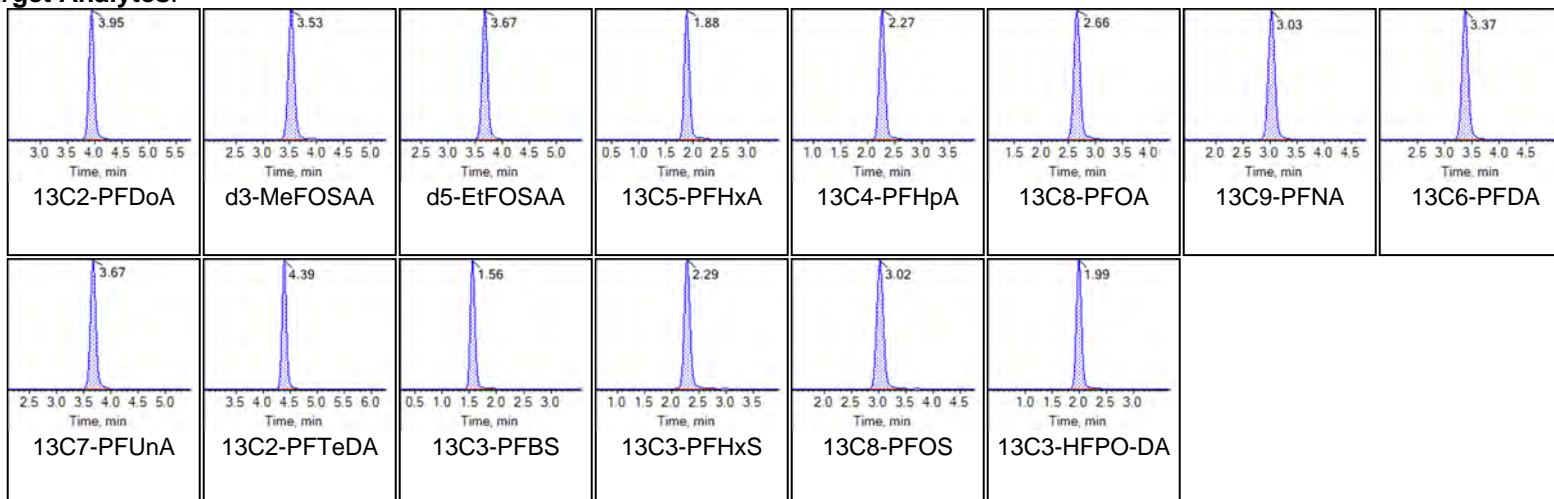 rget Analytes:
3.95 3.53 3.67 1.88 2.27 2.66 3.03 3.37
3.0 3.5 4.0 4.5 5.0 5.5 2.5 3.0 3.5 4.0 4.5 5.0 2.5 3.0 3.5 4.0 4.5 5.0 0.5 1.0 1.5 2.0 2.5 3.0 1.0 1.5 2.0 2.5 3.0 3.5 1.5 2.0 2.5 3.0 3.5 4.0 2.0 2.5 3.0 3.5 4.0 4.5 2.5 3.0 3.5 4.0 4.5
Time, min Time, min Time, min Time, min Time, min Time, min Time, min Time, min
13C2-PFDoA d3-MeFOSAA d5-EtFOSAA 13C5-PFHxA 13C4-PFHpA 13C8-PFOA 13C9-PFNA 13C6-PFDA
3.67 4.39 1.56 2.29 3.02 1.99
2.5 3.0 3.5 4.0 4.5 5.0 3.5 4.0 4.5 5.0 5.5 6.0 0.5 1.0 1.5 2.0 2.5 3.0 1.0 1.5 2.0 2.5 3.0 3.5 2.0 2.5 3.0 3.5 4.0 4.5 1.0 1.5 2.0 2.5 3.0
Time, min Time, min Time, min Time, min Time, min Time, min
13C7-PFUnA 13C2-PFTeDA 13C3-PFBS 13C3-PFHxS 13C8-PFOS 13C3-HFPO-DA